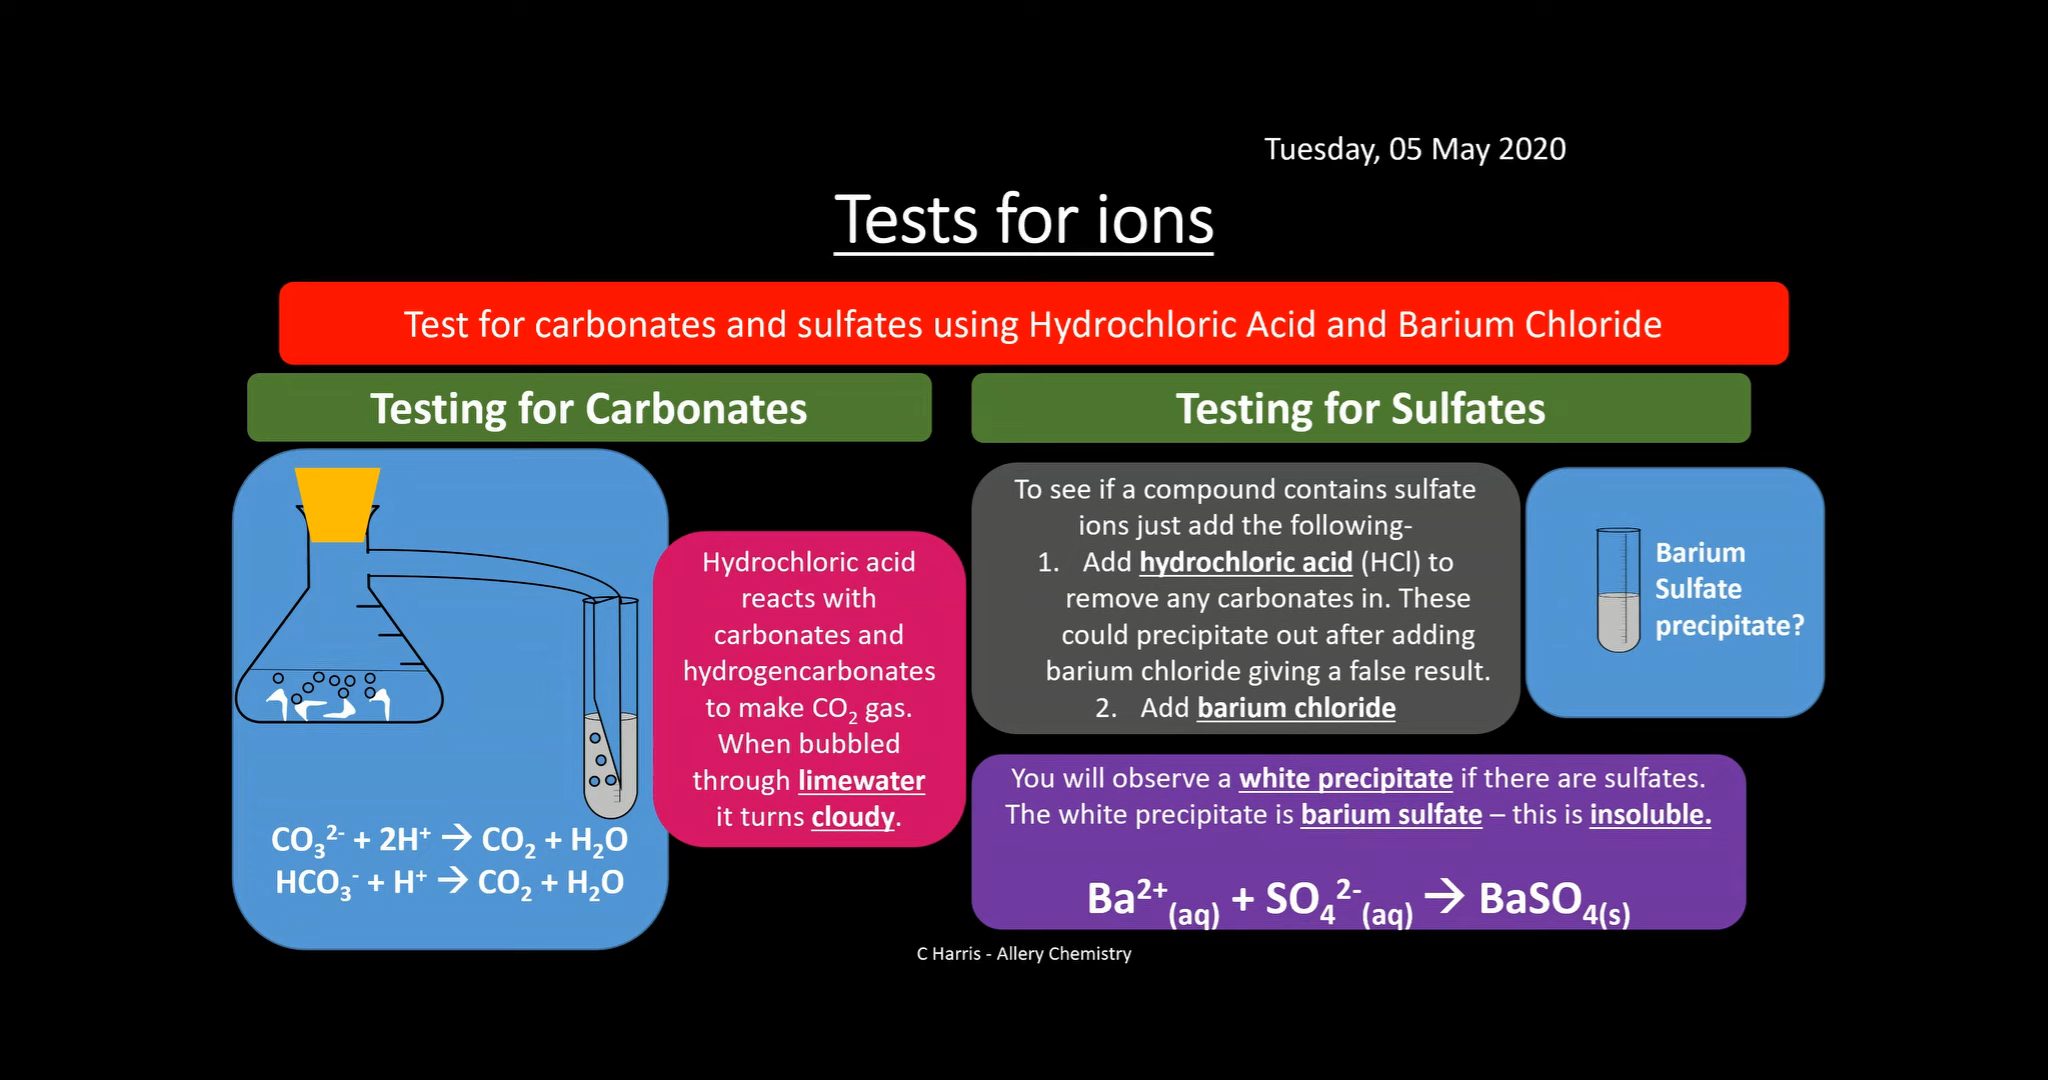 Tuesday, 05 May 2020
Tests for ions
Test for carbonates and sulfates using Hydrochloric Acid and Barium Chloride
Testing for Carbonates
Hydrochloric acid
reacts with
carbonates and
hydrogencarbonates
to make CO₂ gas.
When bubbled
through limewater
it turns cloudy.
CO₃²⁻ + 2H⁺ → CO₂ + H₂O
HCO₃⁻ + H⁺ → CO₂ + H₂O
Testing for Sulfates
To see if a compound contains sulfate
ions just add the following-
1. Add hydrochloric acid (HCl) to
remove any carbonates in. These
could precipitate out after adding
barium chloride giving a false result.
2. Add barium chloride
Barium
Sulfate
precipitate?
You will observe a white precipitate if there are sulfates.
The white precipitate is barium sulfate – this is insoluble.
Ba²⁺(aq) + SO₄²⁻(aq) → BaSO₄(s)
C Harris - Allery Chemistry